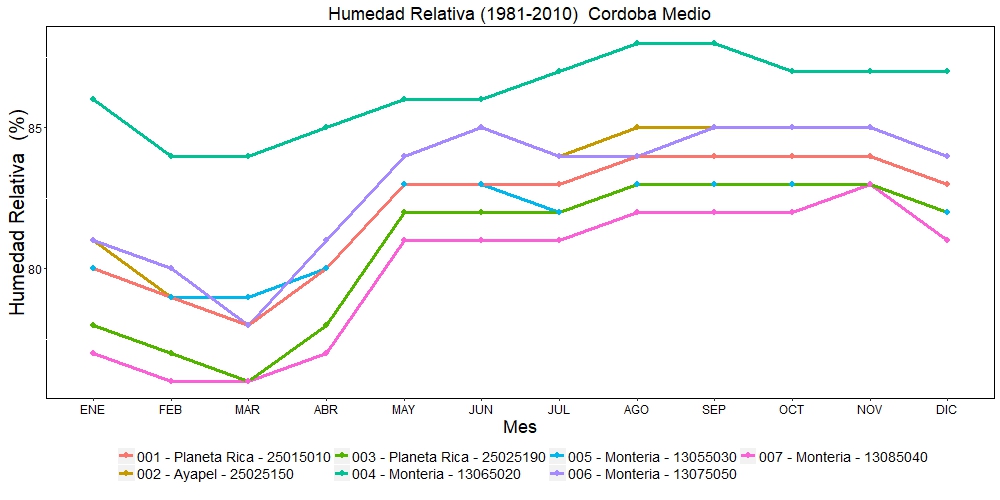 Humedad Relativa (1981-2010)  Cordoba Medio
Humedad Relativa  (%)
85
80
ENE FEB MAR ABR MAY JUN JUL AGO SEP OCT NOV DIC
Mes
001 - Planeta Rica - 25015010 003 - Planeta Rica - 25025190 005 - Monteria - 13055030 007 - Monteria - 13085040
002 - Ayapel - 25025150 004 - Monteria - 13065020 006 - Monteria - 13075050